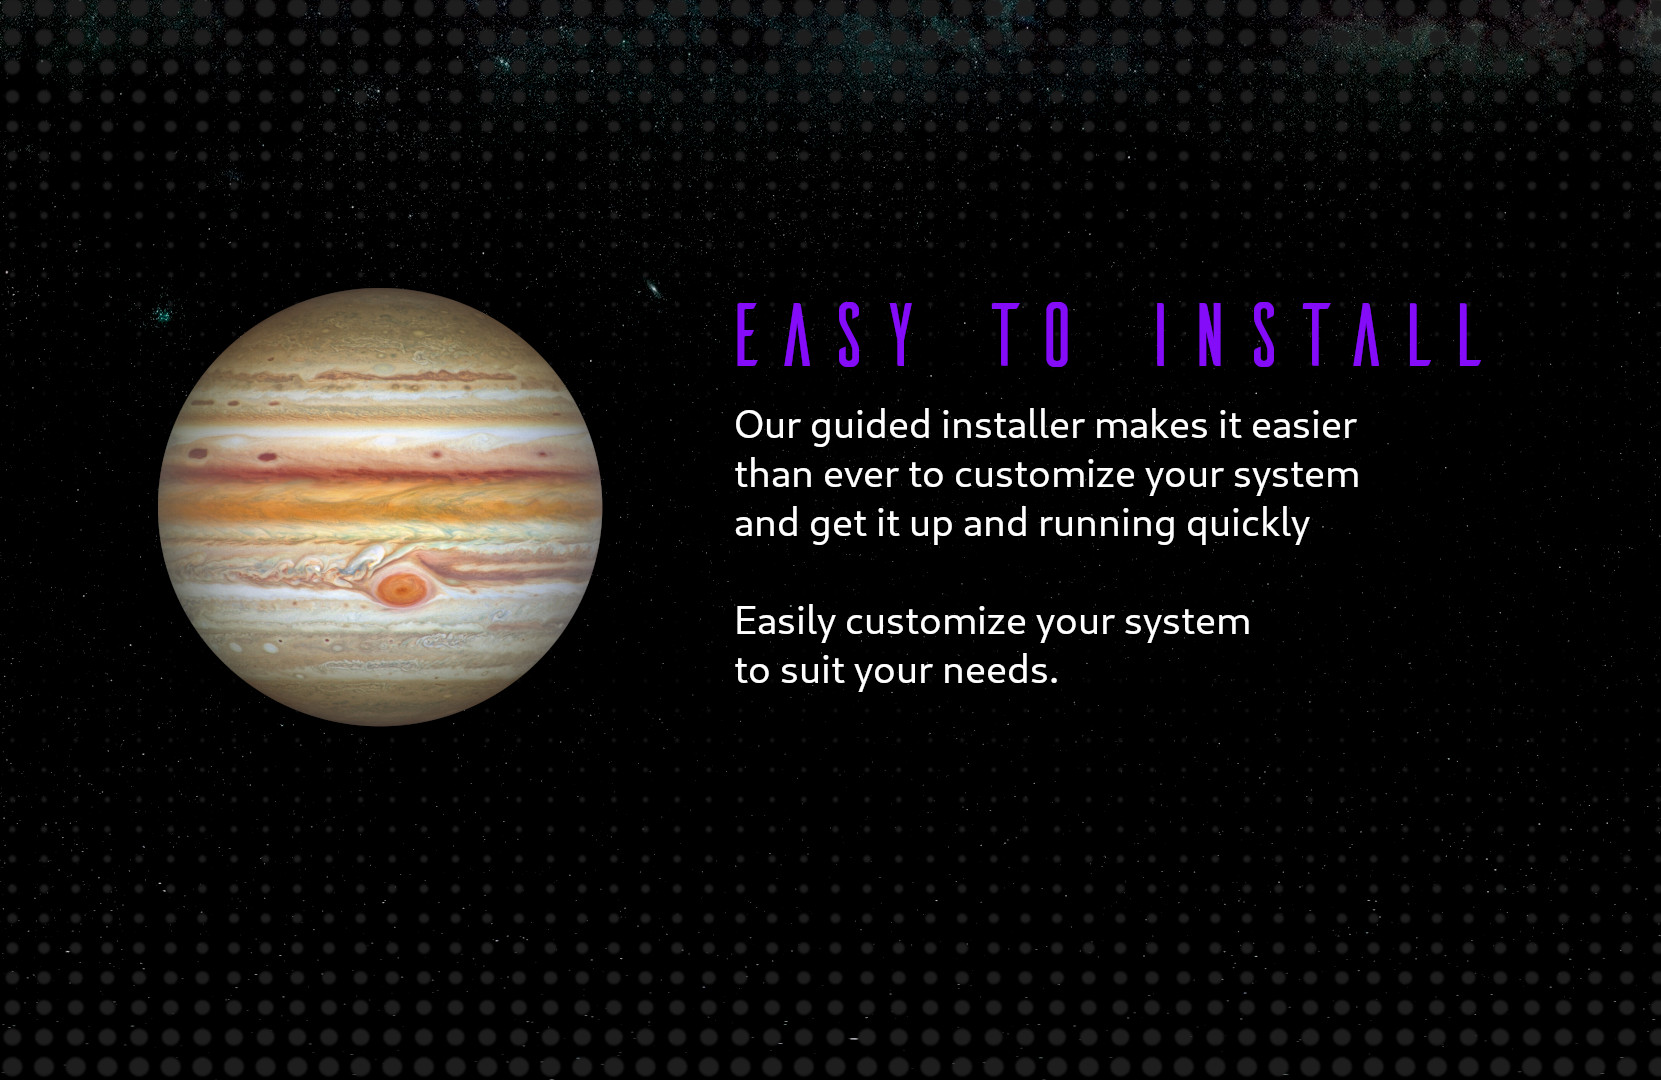 EASY TO INSTALL
Our guided installer makes it easier
than ever to customize your system
and get it up and running quickly
Easily customize your system
to suit your needs.